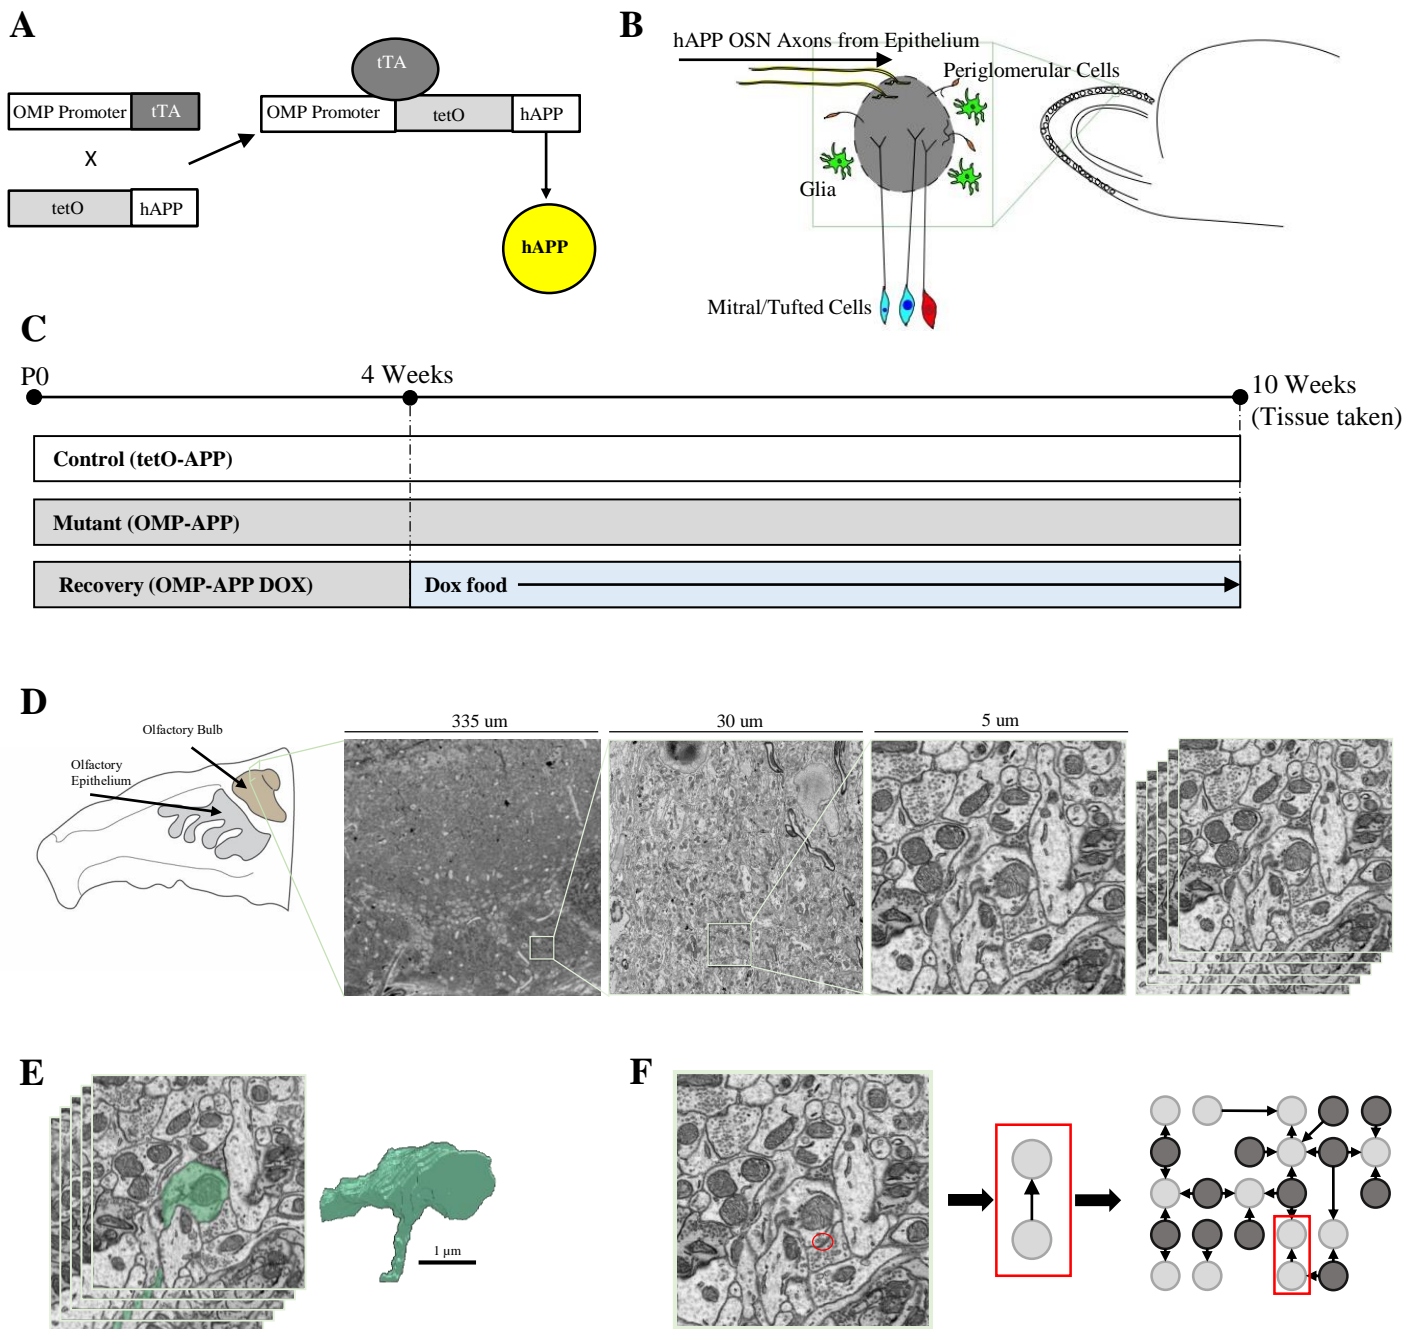 A
tTA
OMP Promoter tTA
OMP Promoter tetO hAPP
X
tetO hAPP
hAPP
B
hAPP OSN Axons from Epithelium
Periglomerular Cells
Glia
Mitral/Tufted Cells
C
P0
4 Weeks
10 Weeks
(Tissue taken)
Control (tetO-APP)
Mutant (OMP-APP)
Recovery (OMP-APP DOX)
Dox food
D
Olfactory Bulb
Olfactory
Epithelium
335 um
30 um
5 um
E
1 µm
F